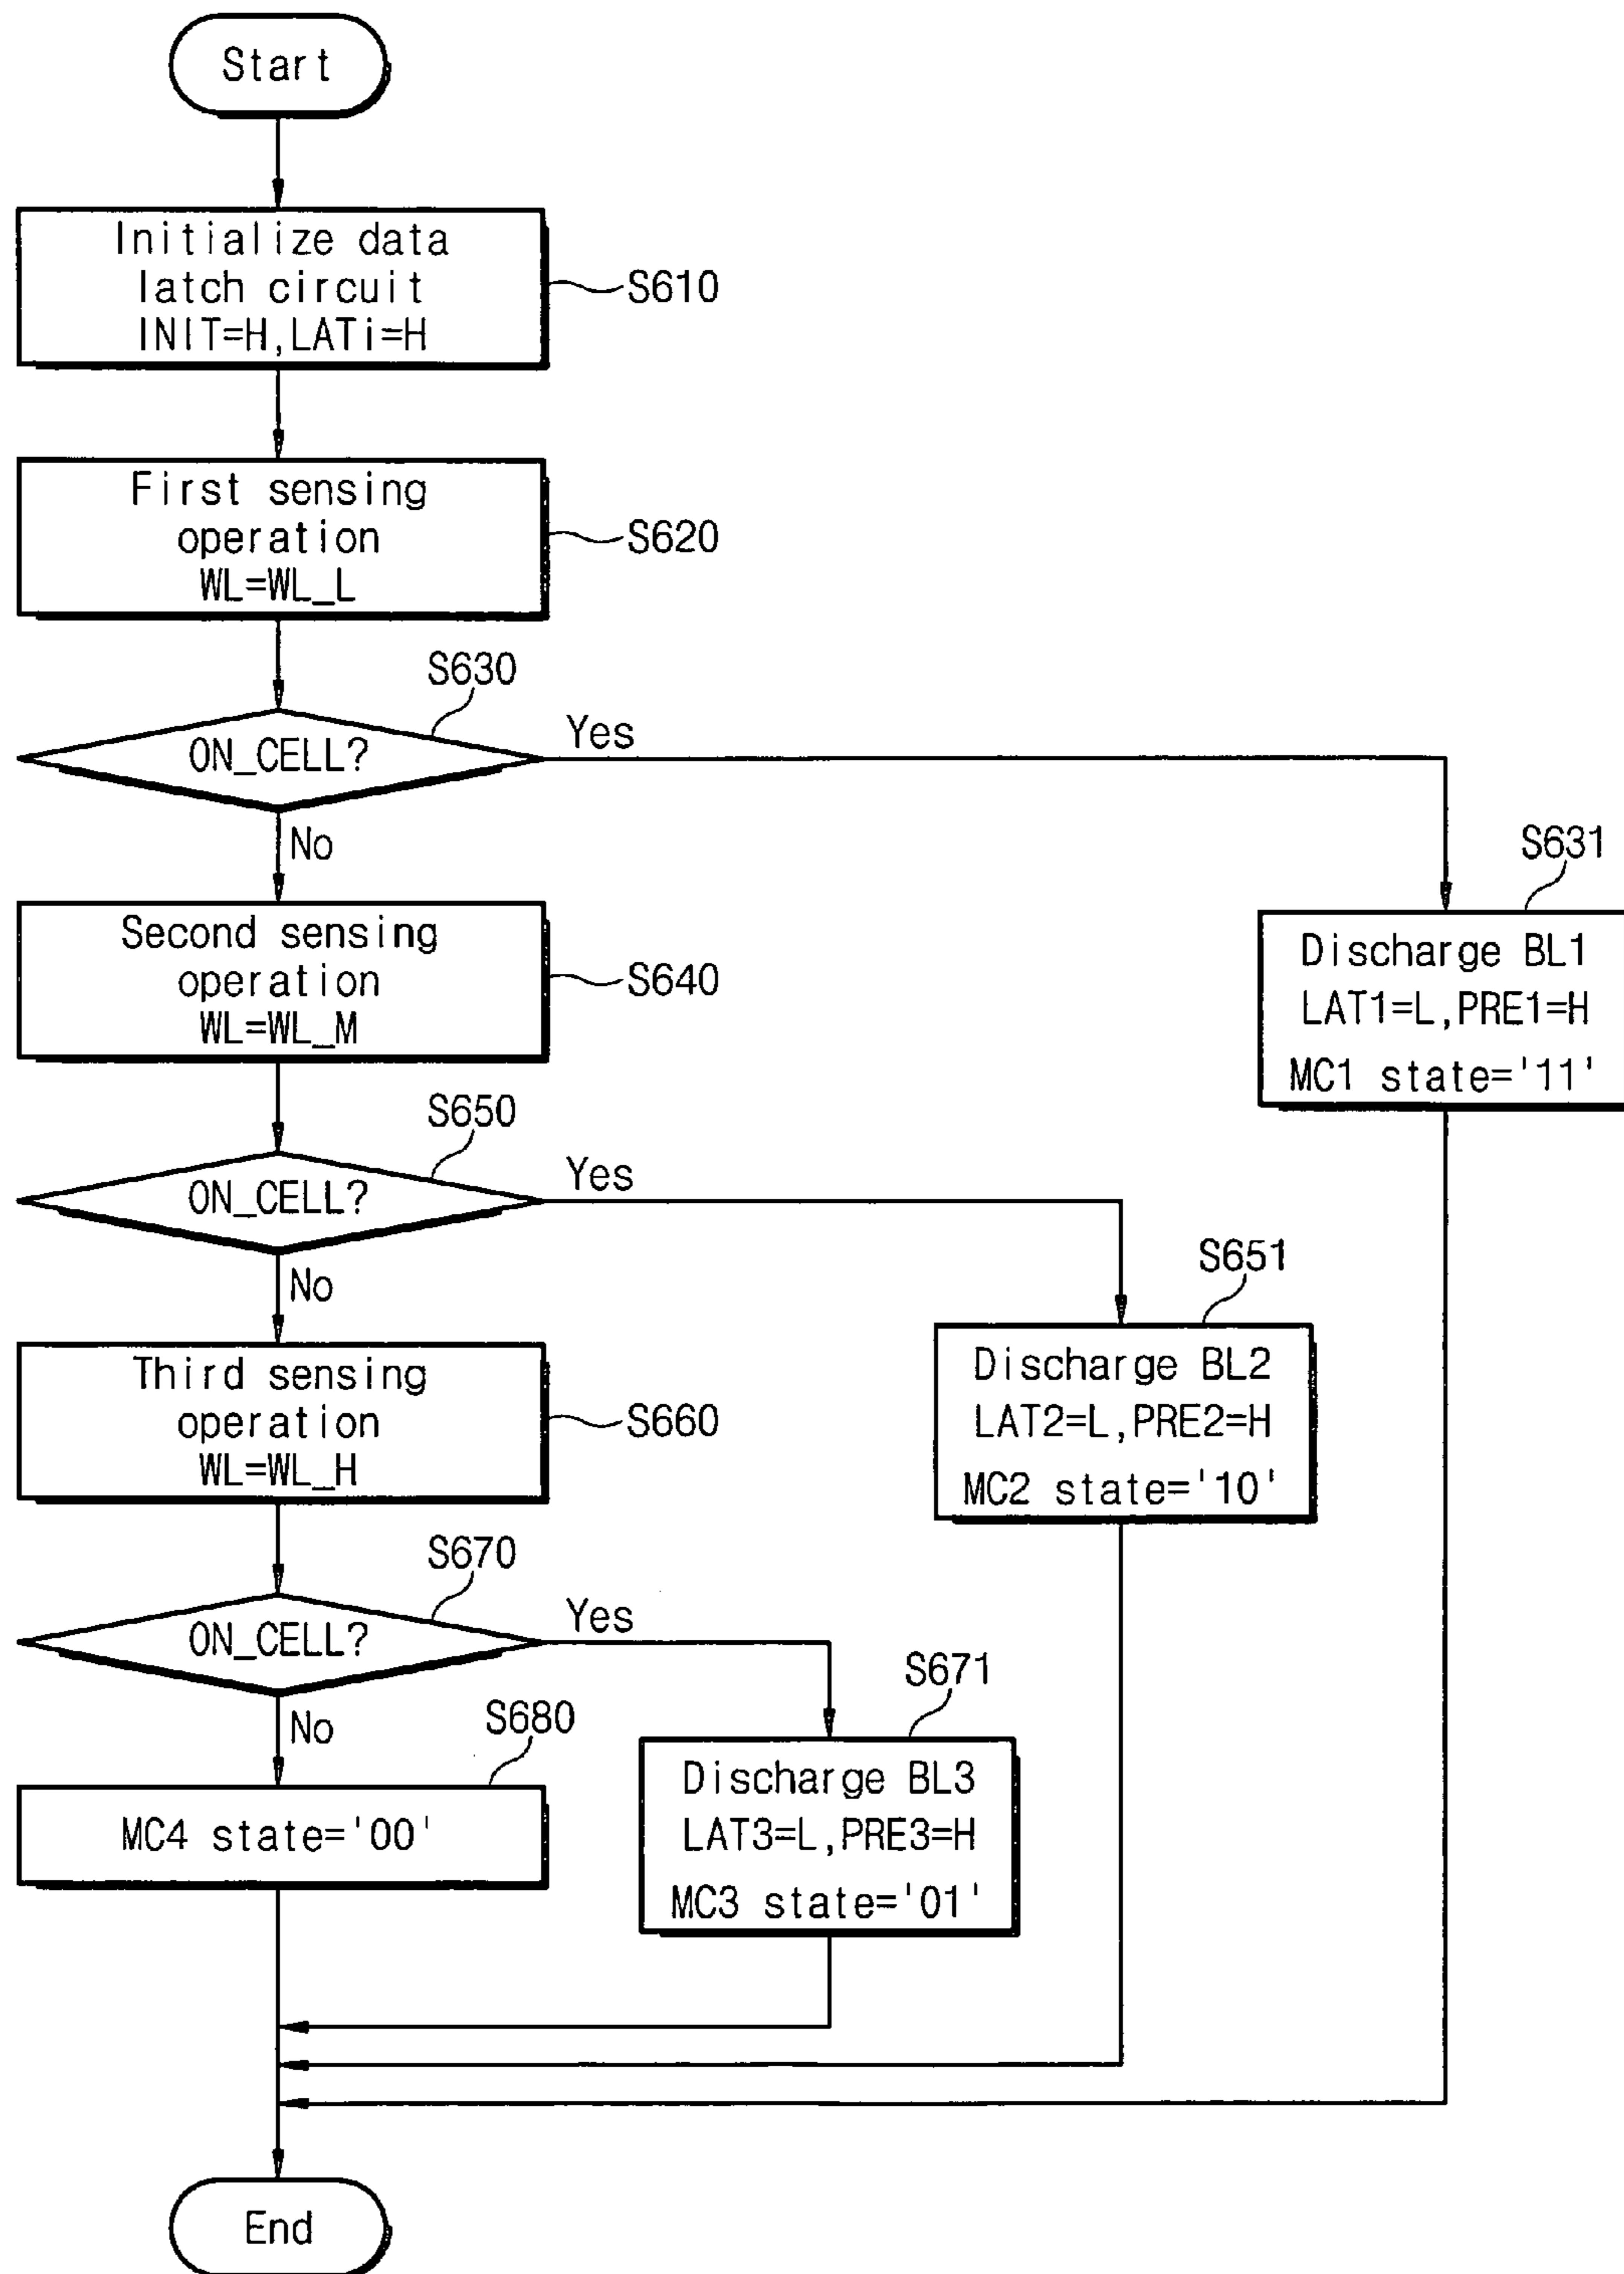 Start
Initialize data
latch circuit
INIT=H,LATi=H
S610
First sensing
operation
WL=WL_L
S620
S630
ON_CELL?
Yes
No
S631
Discharge BL1
LAT1=L,PRE1=H
MC1 state='11'
Second sensing
operation
WL=WL_M
S640
S650
ON_CELL?
Yes
No
S651
Discharge BL2
LAT2=L,PRE2=H
MC2 state='10'
Third sensing
operation
WL=WL_H
S660
S670
ON_CELL?
Yes
No
S671
Discharge BL3
LAT3=L,PRE3=H
MC3 state='01'
S680
MC4 state='00'
End